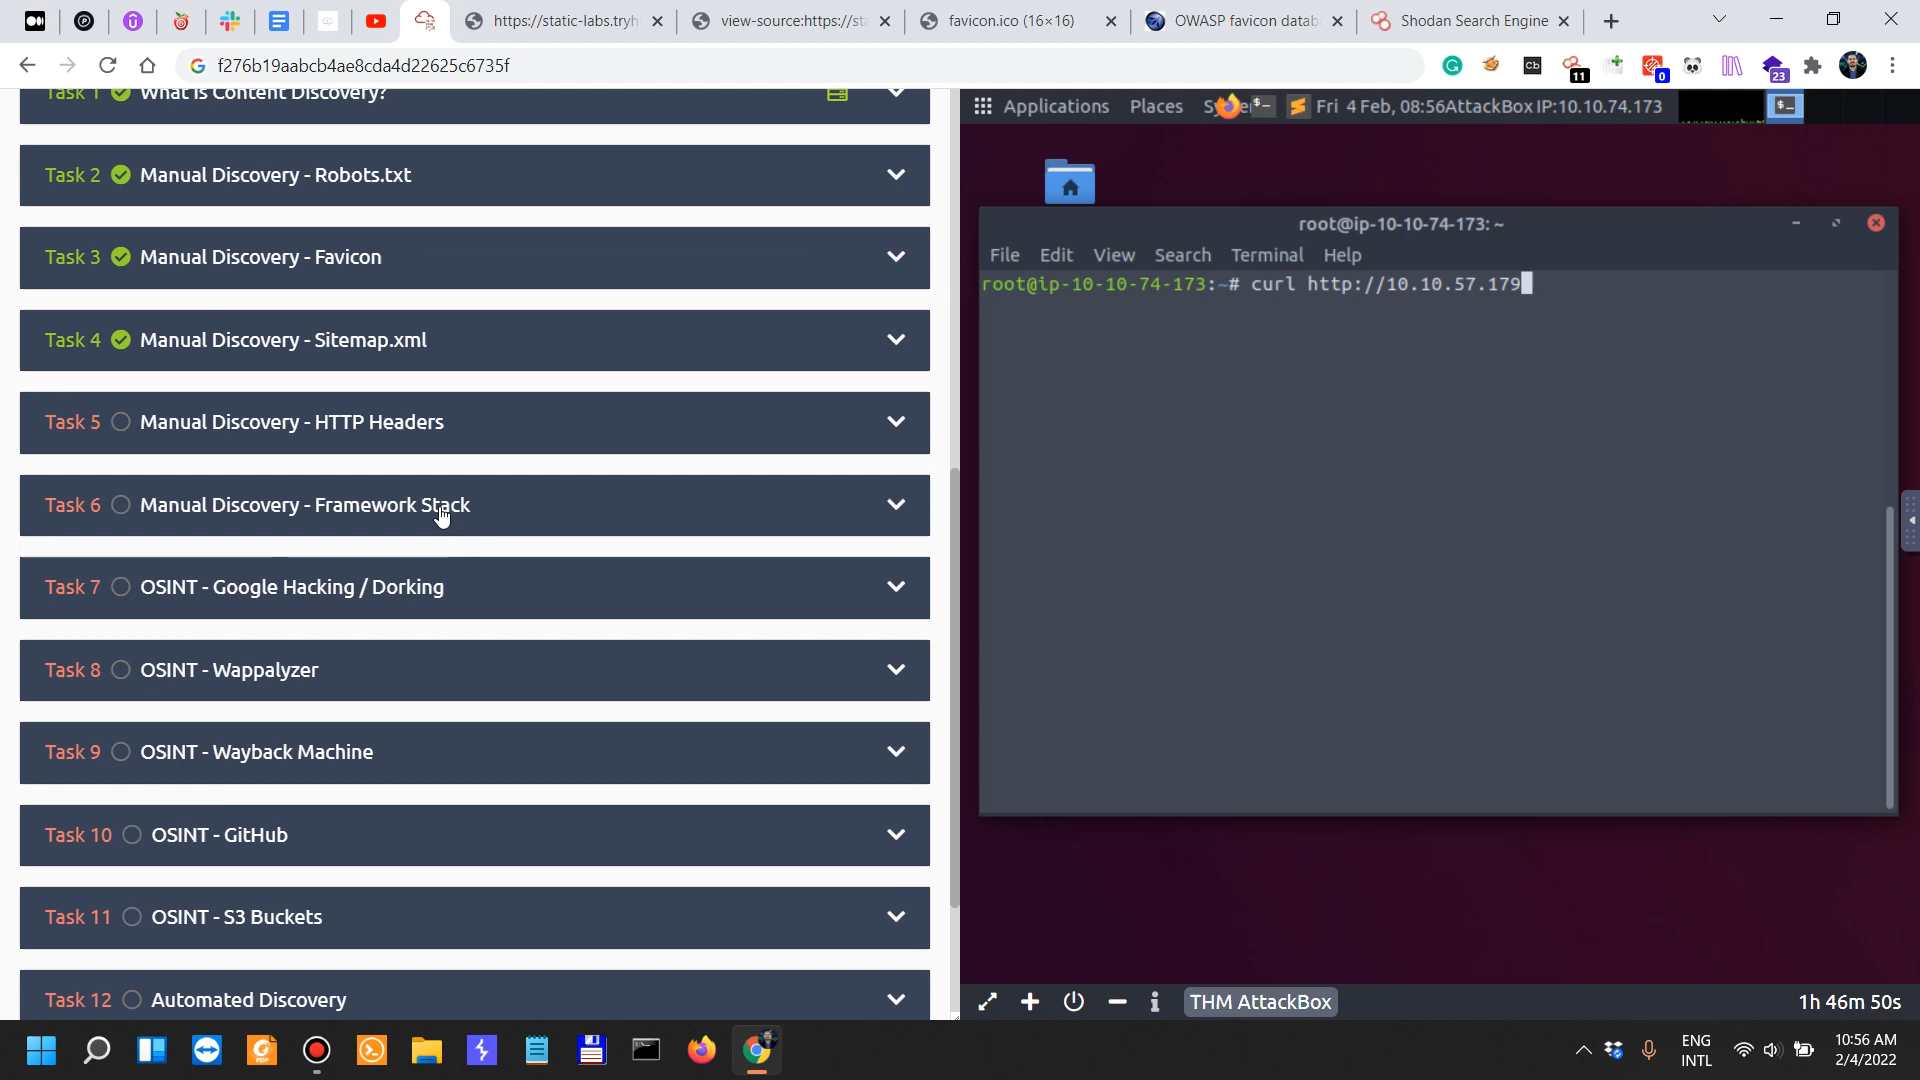 https://static-labs.tryh
view-source:https://sta
favicon.ico (16×16)
OWASP favicon datab
Shodan Search Engine
f276b19aabcb4ae8cda4d22625c6735f
11
0
23
Task 1 What Is Content Discovery?
Task 2 Manual Discovery - Robots.txt
Task 3 Manual Discovery - Favicon
Task 4 Manual Discovery - Sitemap.xml
Task 5 Manual Discovery - HTTP Headers
Task 6 Manual Discovery - Framework Stack
Task 7 OSINT - Google Hacking / Dorking
Task 8 OSINT - Wappalyzer
Task 9 OSINT - Wayback Machine
Task 10 OSINT - GitHub
Task 11 OSINT - S3 Buckets
Task 12 Automated Discovery
Applications Places Fri 4 Feb, 08:56 AttackBox IP:10.10.74.173
root@ip-10-10-74-173: ~
File Edit View Search Terminal Help
root@ip-10-10-74-173:~# curl http://10.10.57.179
THM AttackBox
1h 46m 50s
ENG
INTL
10:56 AM
2/4/2022